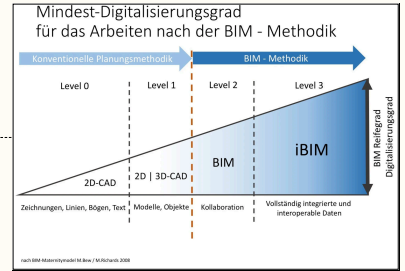 Mindest-Digitalisierungsgrad
für das Arbeiten nach der BIM - Methodik
Konventionelle Planungsmethodik
BIM - Methodik
Level 0
Level 1
Level 2
Level 3
2D-CAD
2D | 3D-CAD
BIM
iBIM
BIM Reifegrad
Digitalisierungsgrad
Zeichnungen, Linien, Bögen, Text
Modelle, Objekte
Kollaboration
Vollständig integrierte und
interoperable Daten
nach BIM-Maternitymodel M.Bew / M.Richards 2008